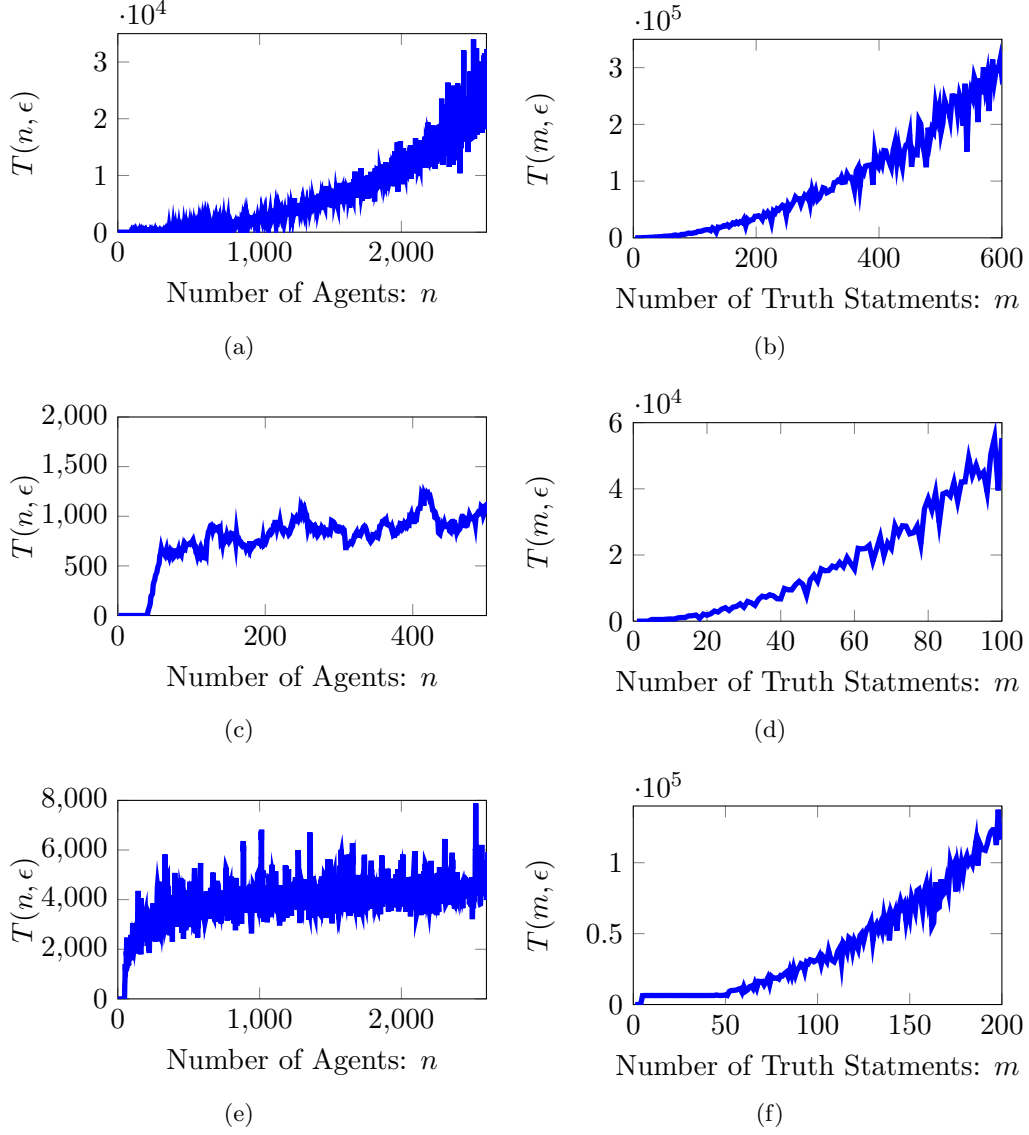 ·10^4
3
2
1
0
T(n, ϵ)
0 1,000 2,000
Number of Agents: n
(a)
·10^5
3
2
1
0
T(m, ϵ)
0 200 400 600
Number of Truth Statments: m
(b)
2,000
1,500
1,000
500
0
T(n, ϵ)
0 200 400
Number of Agents: n
(c)
·10^4
6
4
2
0
T(m, ϵ)
0 20 40 60 80 100
Number of Truth Statments: m
(d)
8,000
6,000
4,000
2,000
0
T(n, ϵ)
0 1,000 2,000
Number of Agents: n
(e)
·10^5
1
0.5
0
T(m, ϵ)
0 50 100 150 200
Number of Truth Statments: m
(f)